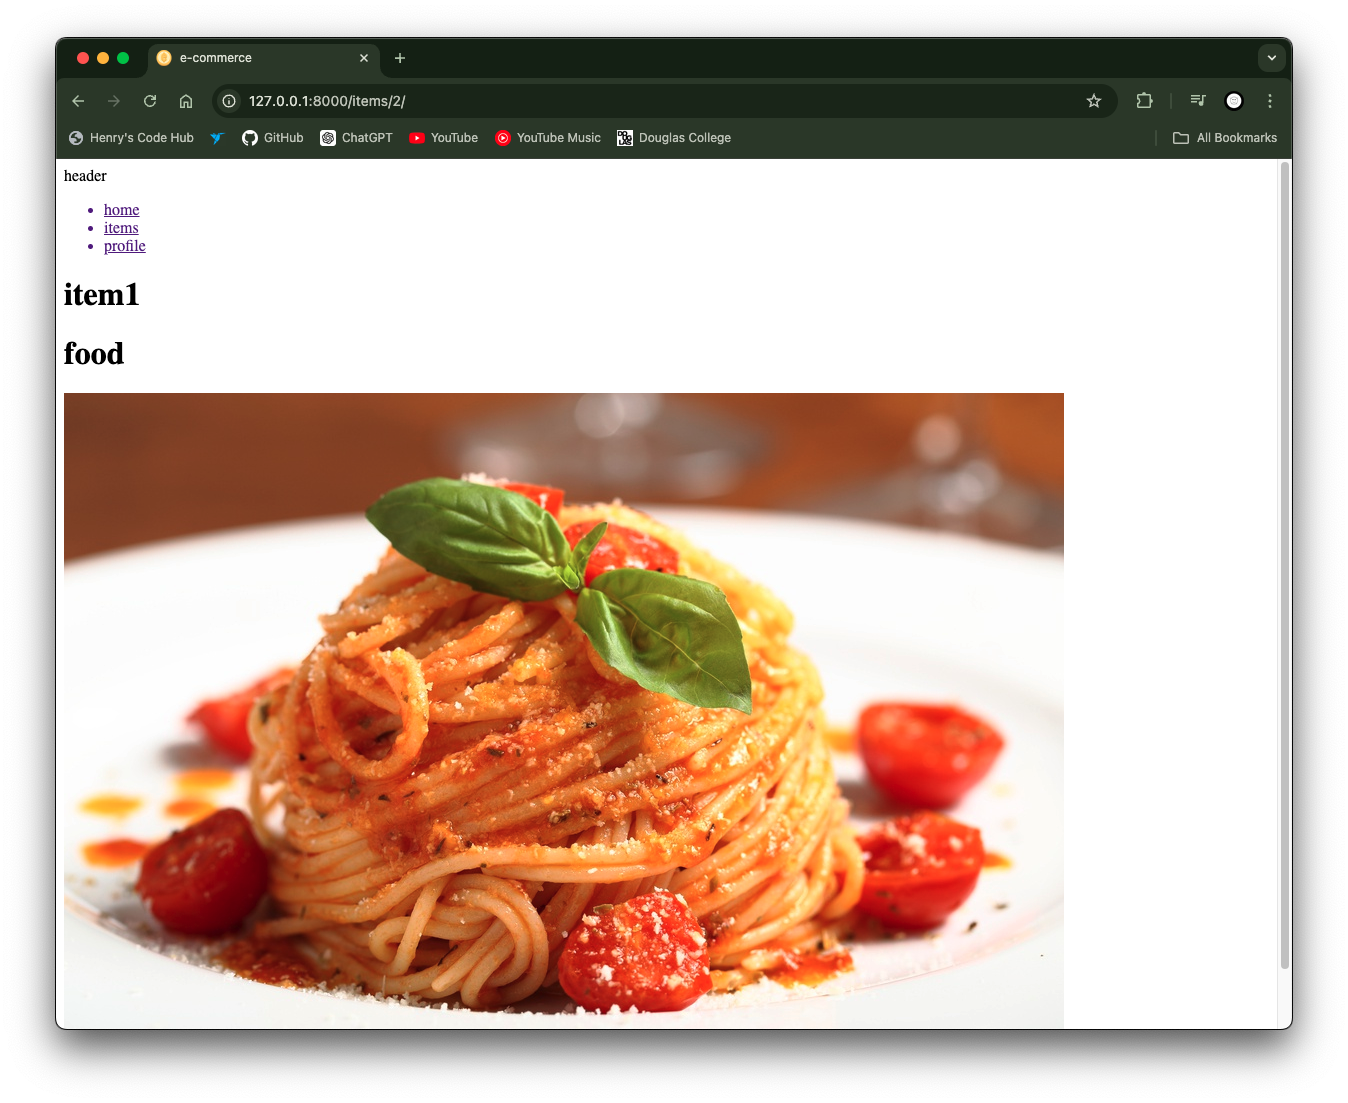 e-commerce
127.0.0.1:8000/items/2/
Henry's Code Hub GitHub ChatGPT YouTube YouTube Music Douglas College All Bookmarks
header
home
items
profile
item1
food